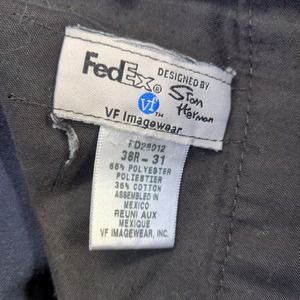 FedEx®
DESIGNED BY
Stan
Herman
vf™
VF Imagewear
FD28012
36R - 31
65% POLYESTER
POLIESTER
35% COTTON
ASSEMBLED IN
MEXICO
REUNI AUX
MEXIQUE
VF IMAGEWEAR, INC.